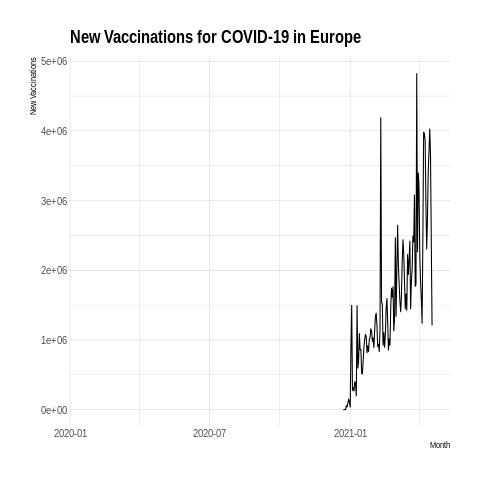 New Vaccinations for COVID-19 in Europe
New Vaccinations
5e+06
4e+06
3e+06
2e+06
1e+06
0e+00
2020-01 2020-07 2021-01
Month